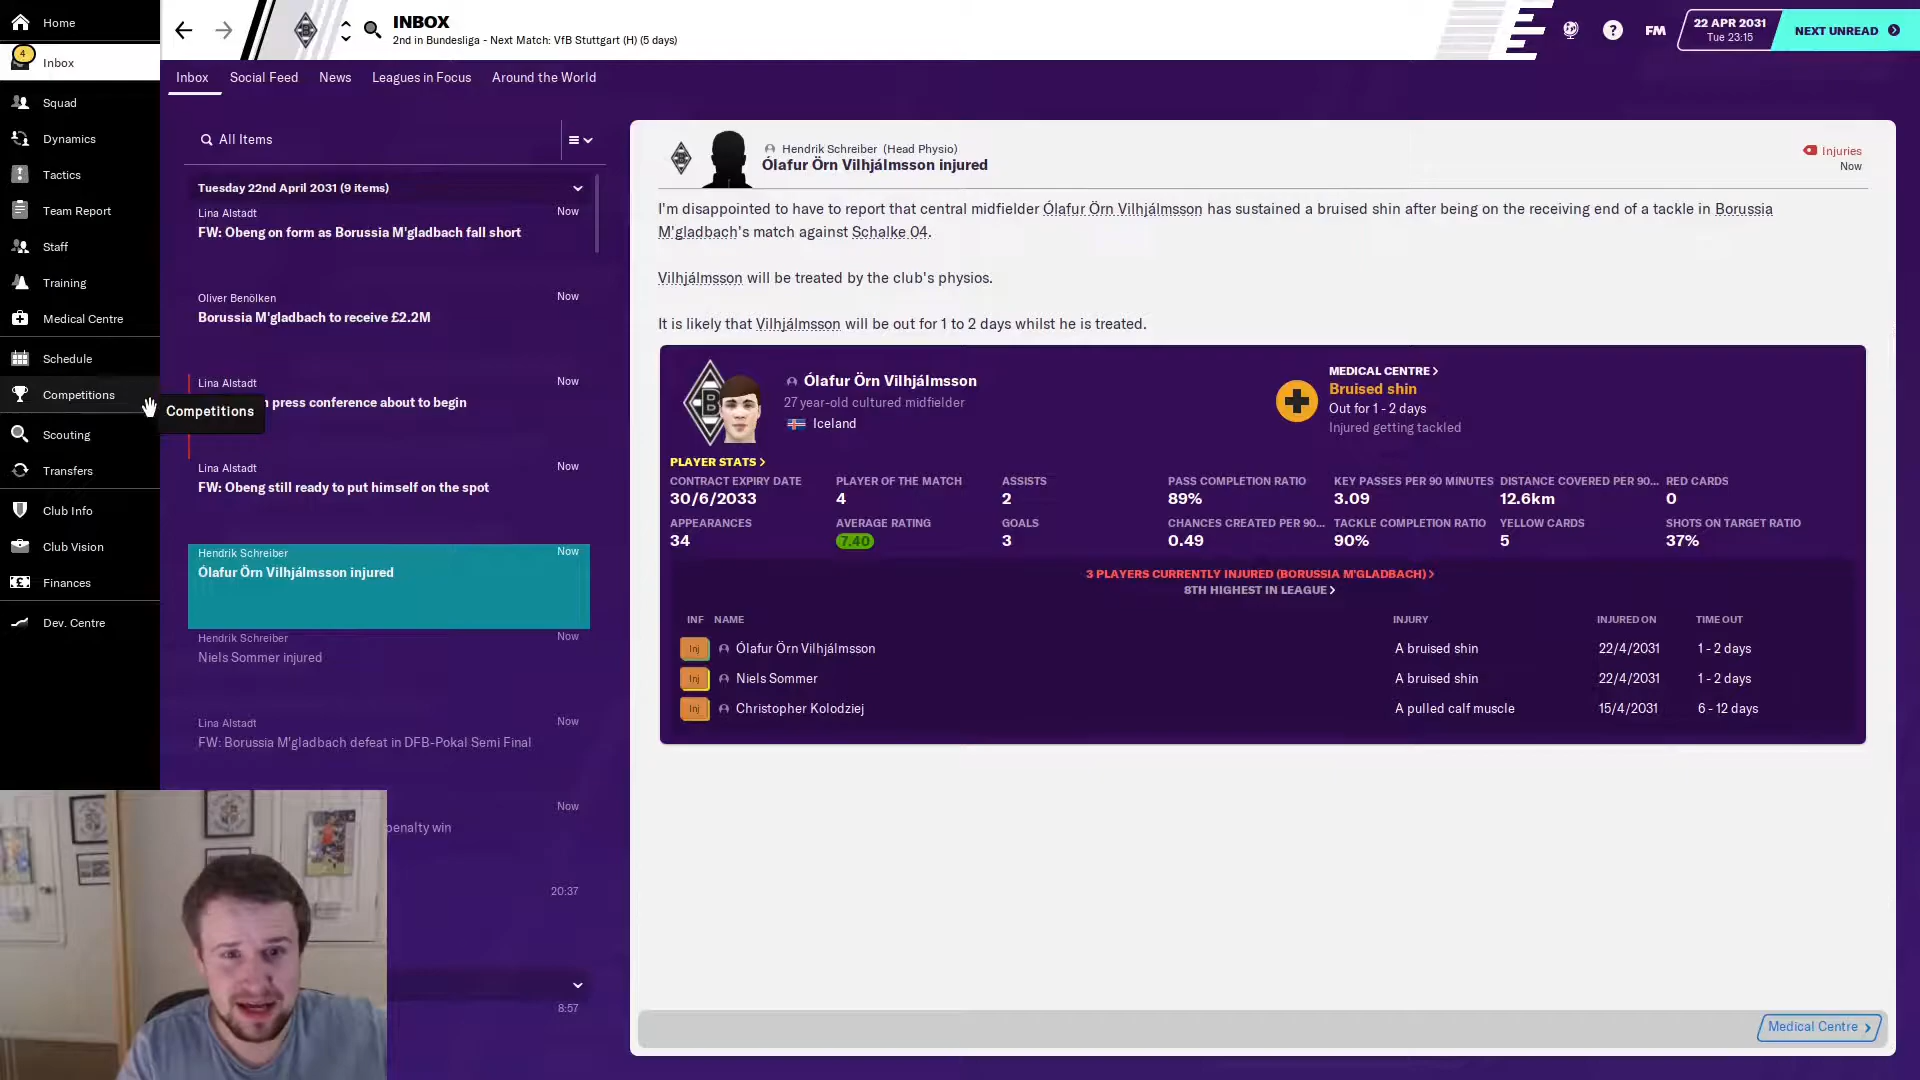 Home
4
Inbox
Squad
Dynamics
Tactics
Team Report
Staff
Training
Medical Centre
Schedule
Competitions
Competitions
Scouting
Transfers
Club Info
Club Vision
Finances
Dev. Centre
INBOX
2nd in Bundesliga - Next Match: VfB Stuttgart (H) (5 days)
FM
22 APR 2031
Tue 23:15
NEXT UNREAD
Inbox Social Feed News Leagues in Focus Around the World
All Items
Tuesday 22nd April 2031 (9 items)
Lina Alstadt Now
FW: Obeng on form as Borussia M'gladbach fall short
Oliver Benölken Now
Borussia M'gladbach to receive £2.2M
Lina Alstadt Now
press conference about to begin
Lina Alstadt Now
FW: Obeng still ready to put himself on the spot
Hendrik Schreiber Now
Ólafur Örn Vilhjálmsson injured
Hendrik Schreiber Now
Niels Sommer injured
Lina Alstadt Now
FW: Borussia M'gladbach defeat in DFB-Pokal Semi Final
Now
penalty win
20:37
8:57
Hendrik Schreiber (Head Physio)
Ólafur Örn Vilhjálmsson injured
Injuries
Now
I'm disappointed to have to report that central midfielder Ólafur Örn Vilhjálmsson has sustained a bruised shin after being on the receiving end of a tackle in Borussia
M'gladbach's match against Schalke 04.
Vilhjálmsson will be treated by the club's physios.
It is likely that Vilhjálmsson will be out for 1 to 2 days whilst he is treated.
Ólafur Örn Vilhjálmsson
27 year-old cultured midfielder
Iceland
MEDICAL CENTRE >
Bruised shin
Out for 1 - 2 days
Injured getting tackled
PLAYER STATS >
CONTRACT EXPIRY DATE PLAYER OF THE MATCH ASSISTS PASS COMPLETION RATIO KEY PASSES PER 90 MINUTES DISTANCE COVERED PER 90... RED CARDS
30/6/2033 4 2 89% 3.09 12.6km 0
APPEARANCES AVERAGE RATING GOALS CHANCES CREATED PER 90... TACKLE COMPLETION RATIO YELLOW CARDS SHOTS ON TARGET RATIO
34 7.40 3 0.49 90% 5 37%
3 PLAYERS CURRENTLY INJURED (BORUSSIA M'GLADBACH) >
8TH HIGHEST IN LEAGUE >
INF NAME INJURY INJURED ON TIME OUT
Inj Ólafur Örn Vilhjálmsson A bruised shin 22/4/2031 1 - 2 days
Inj Niels Sommer A bruised shin 22/4/2031 1 - 2 days
Inj Christopher Kolodziej A pulled calf muscle 15/4/2031 6 - 12 days
Medical Centre >